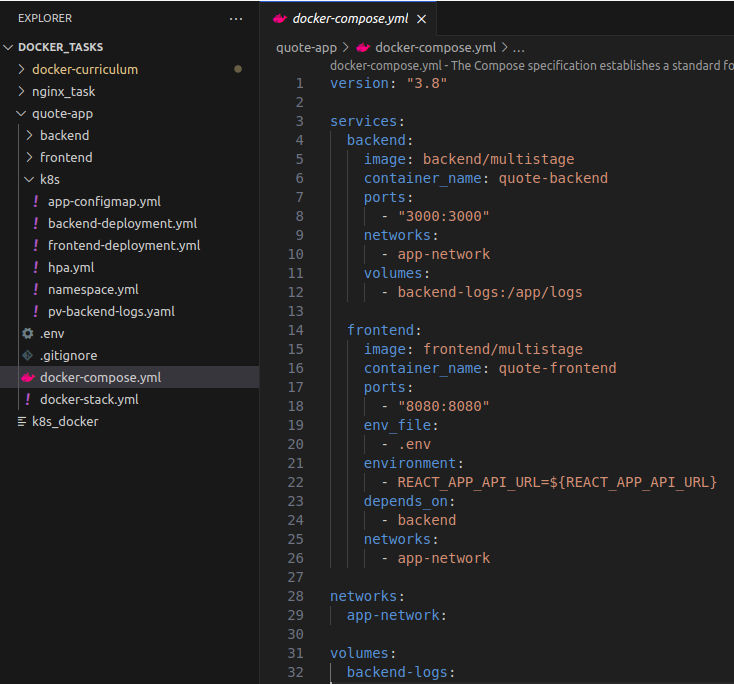 EXPLORER
DOCKER_TASKS
docker-curriculum
nginx_task
quote-app
backend
frontend
k8s
! app-configmap.yml
! backend-deployment.yml
! frontend-deployment.yml
! hpa.yml
! namespace.yml
! pv-backend-logs.yaml
.env
.gitignore
docker-compose.yml
! docker-stack.yml
k8s_docker
docker-compose.yml
quote-app > docker-compose.yml > ...
docker-compose.yml - The Compose specification establishes a standard fo
1 version: "3.8"
2
3 services:
4   backend:
5     image: backend/multistage
6     container_name: quote-backend
7     ports:
8       - "3000:3000"
9     networks:
10       - app-network
11     volumes:
12       - backend-logs:/app/logs
13
14   frontend:
15     image: frontend/multistage
16     container_name: quote-frontend
17     ports:
18       - "8080:8080"
19     env_file:
20       - .env
21     environment:
22       - REACT_APP_API_URL=${REACT_APP_API_URL}
23     depends_on:
24       - backend
25     networks:
26       - app-network
27
28 networks:
29   app-network:
30
31 volumes:
32   backend-logs: